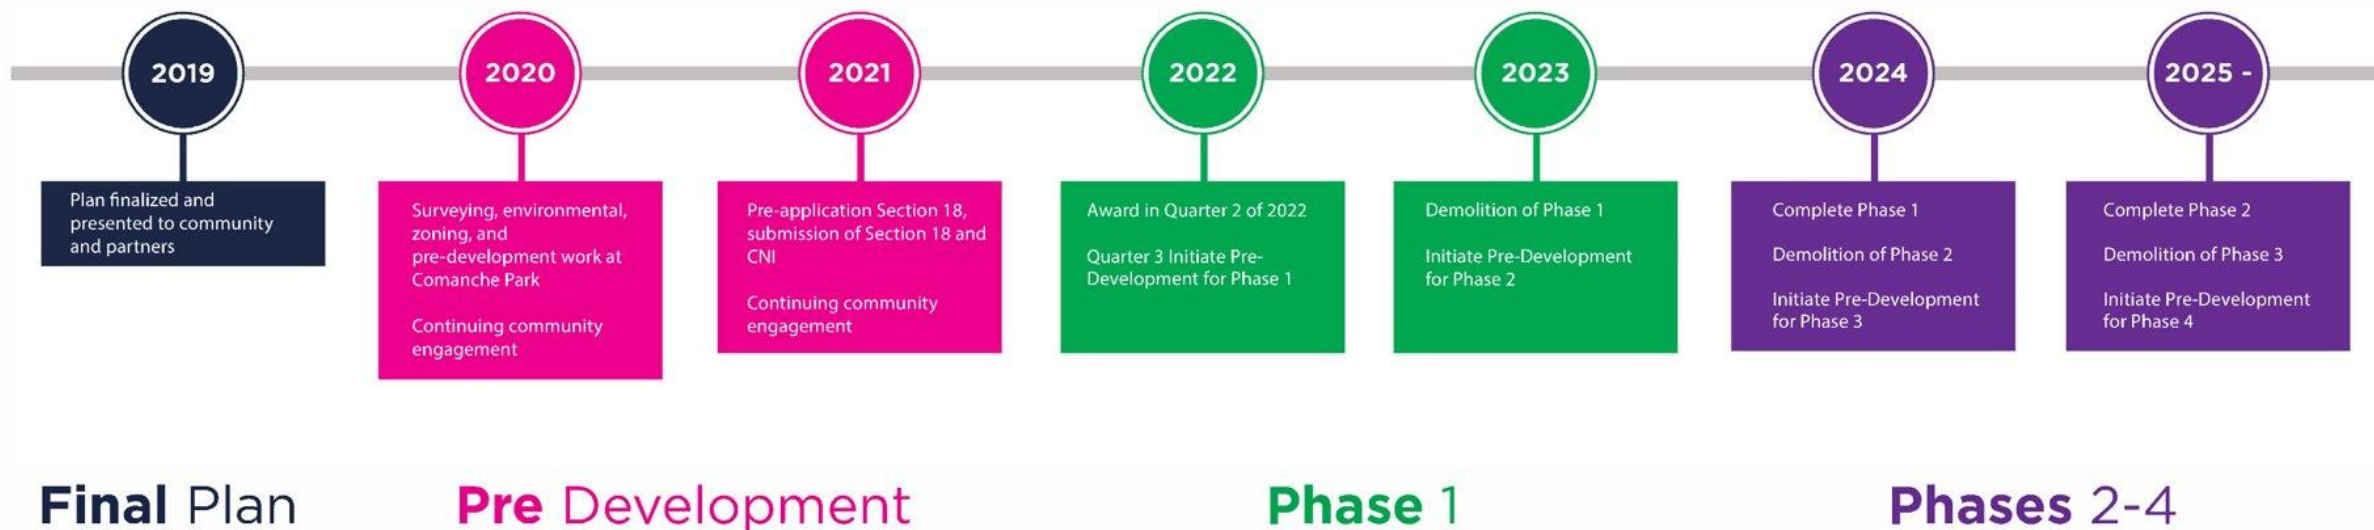 2019
2020
2021
2022
2023
2024
2025 -
Plan finalized and
presented to community
and partners
Surveying, environmental,
zoning, and
pre-development work at
Comanche Park
Continuing community
engagement
Pre-application Section 18,
submission of Section 18 and
CNI
Continuing community
engagement
Award in Quarter 2 of 2022
Quarter 3 Initiate Pre-
Development for Phase 1
Demolition of Phase 1
Initiate Pre-Development
for Phase 2
Complete Phase 1
Demolition of Phase 2
Initiate Pre-Development
for Phase 3
Complete Phase 2
Demolition of Phase 3
Initiate Pre-Development
for Phase 4
Final Plan
Pre Development
Phase 1
Phases 2-4